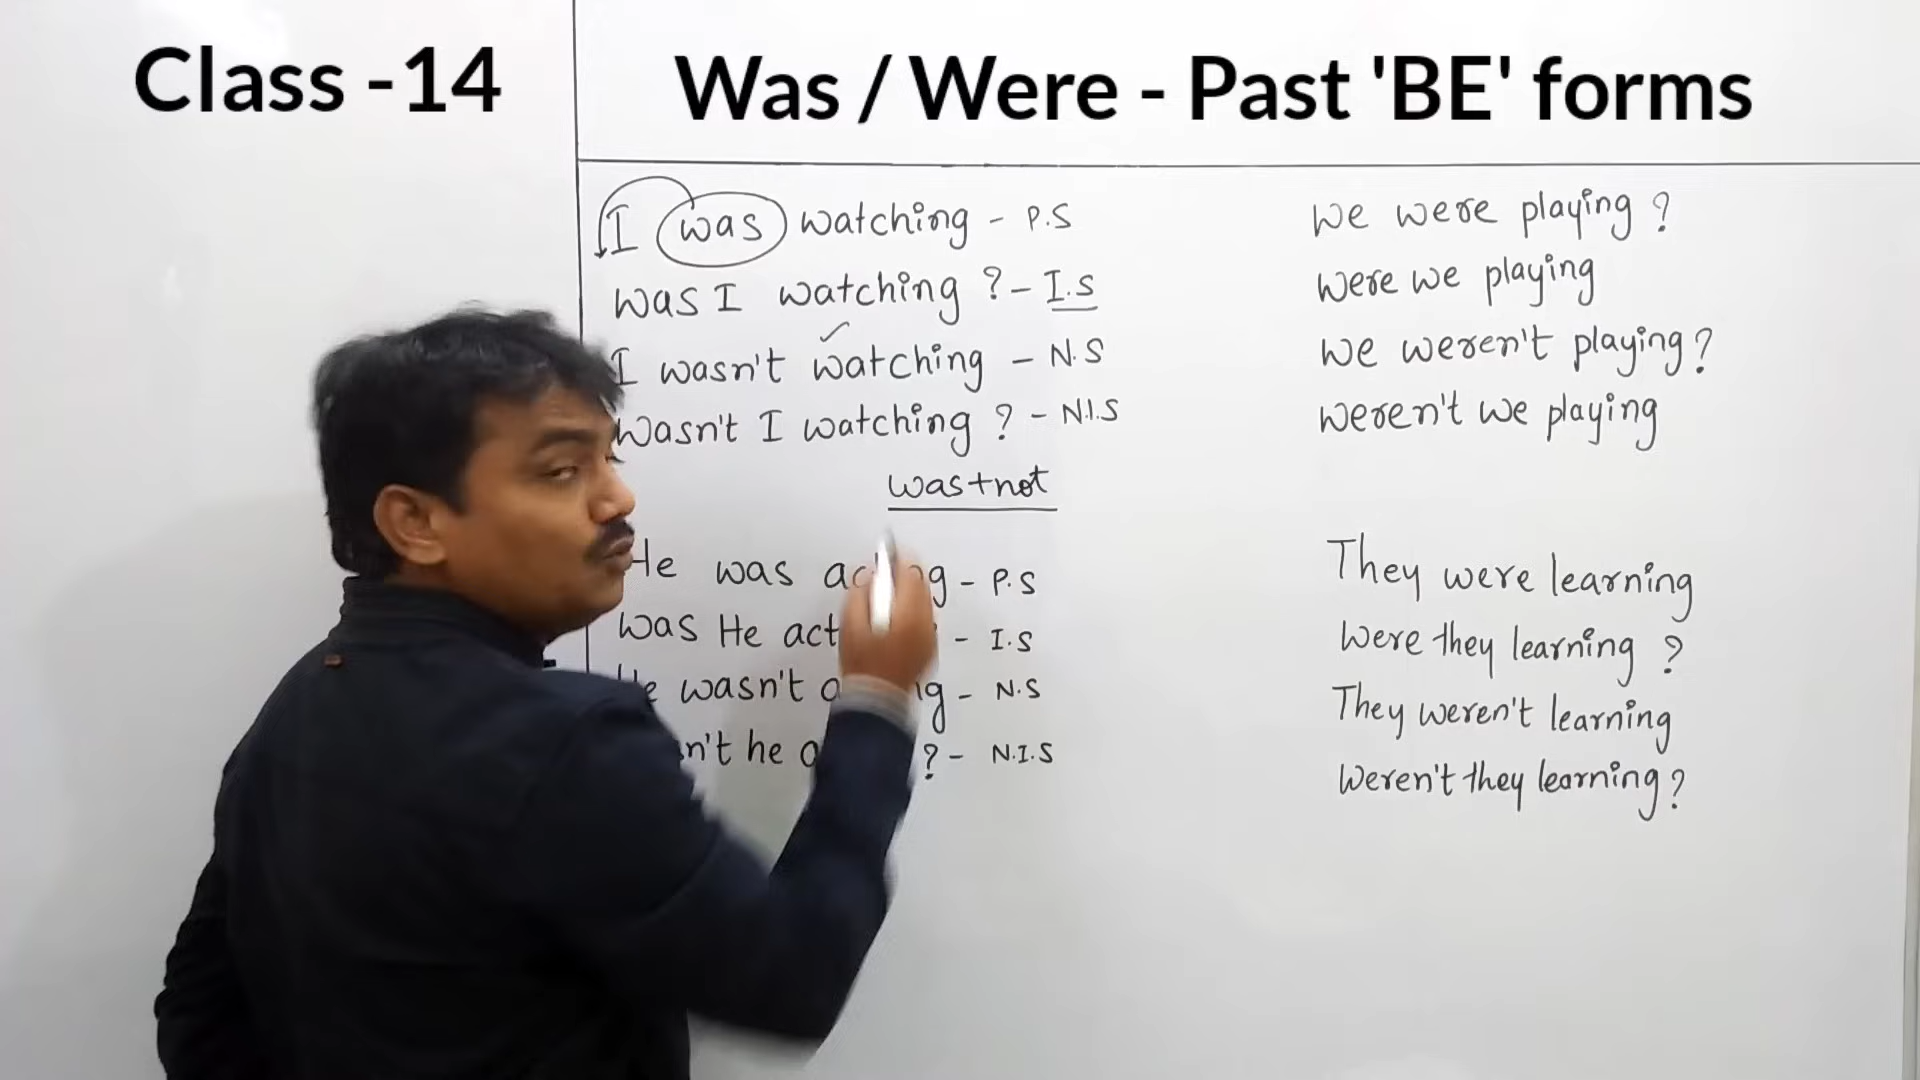 Class -14
Was / Were - Past 'BE' forms
I was watching - P.S
was I watching ? - I.S
I wasn't watching - N.S
wasn't I watching ? - N.I.S
was+not
He was - P.S
was He - I.S
wasn't - N.S
he ? - N.I.S
we were playing ?
were we playing
we weren't playing ?
weren't we playing
They were learning
were they learning ?
They weren't learning
weren't they learning ?